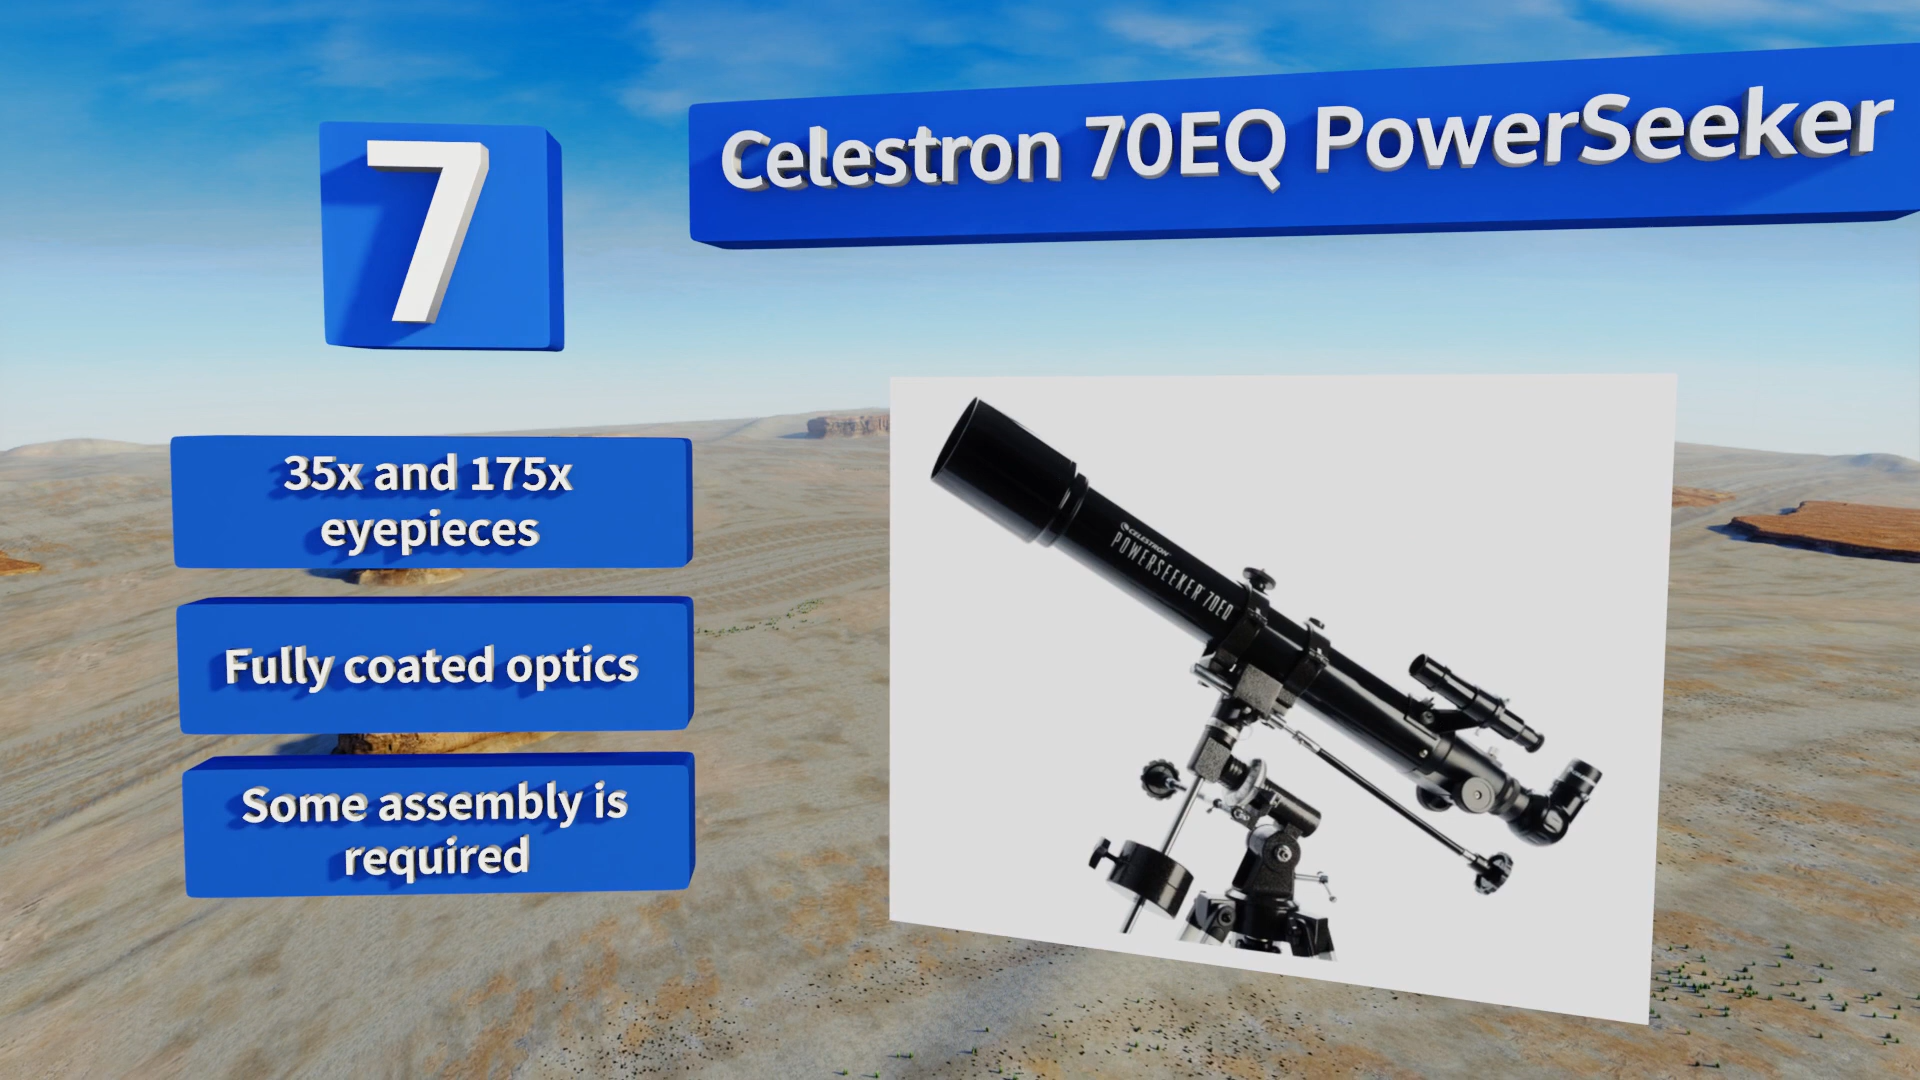 7
Celestron 70EQ PowerSeeker
35x and 175x
eyepieces
Fully coated optics
Some assembly is
required
CELESTRON
POWERSEEKER 70EQ